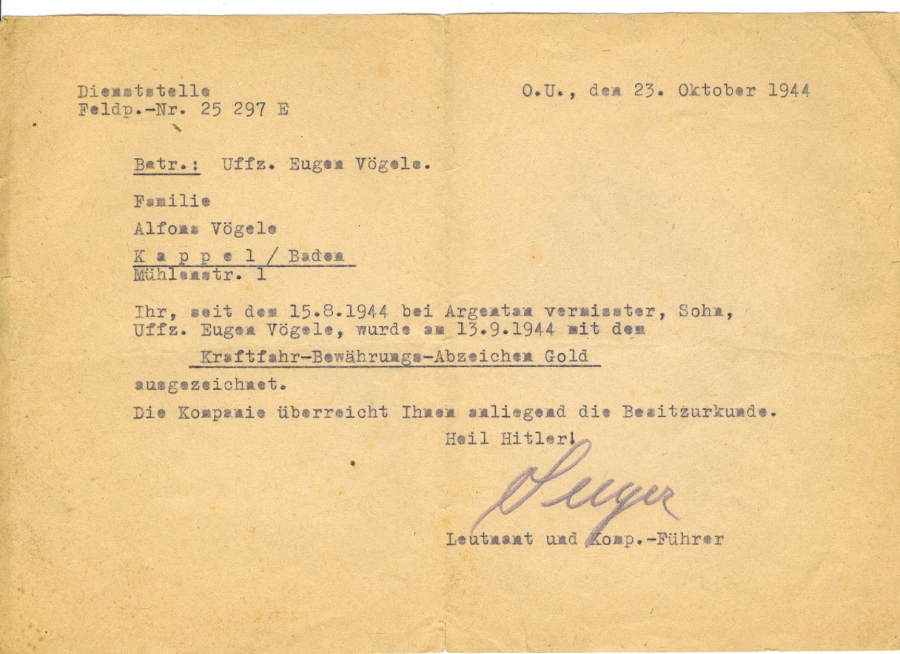 Dienststelle
Feldp.-Nr. 25 297 E
O.U., den 23. Oktober 1944
Betr.: Uffz. Eugen Vögele.
Familie
Alfons Vögele
K a p p e l / Baden
Mühlenstr. 1
Ihr, seit dem 15.8.1944 bei Argentan vermisster, Sohn,
Uffz. Eugen Vögele, wurde am 13.9.1944 mit dem
Kraftfahr-Bewährungs-Abzeichen Gold
ausgezeichnet.
Die Kompanie überreicht Ihnen anliegend die Besitzurkunde.
Heil Hitler!
Leutnant und Komp.-Führer